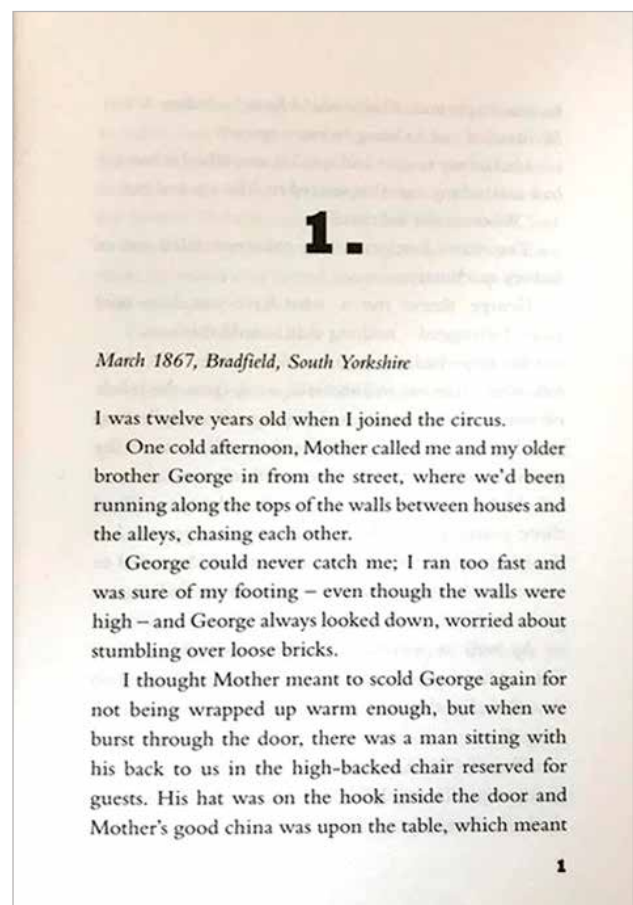 1.
March 1867, Bradfield, South Yorkshire
I was twelve years old when I joined the circus.
One cold afternoon, Mother called me and my older
brother George in from the street, where we'd been
running along the tops of the walls between houses and
the alleys, chasing each other.
George could never catch me; I ran too fast and
was sure of my footing – even though the walls were
high – and George always looked down, worried about
stumbling over loose bricks.
I thought Mother meant to scold George again for
not being wrapped up warm enough, but when we
burst through the door, there was a man sitting with
his back to us in the high-backed chair reserved for
guests. His hat was on the hook inside the door and
Mother's good china was upon the table, which meant
1